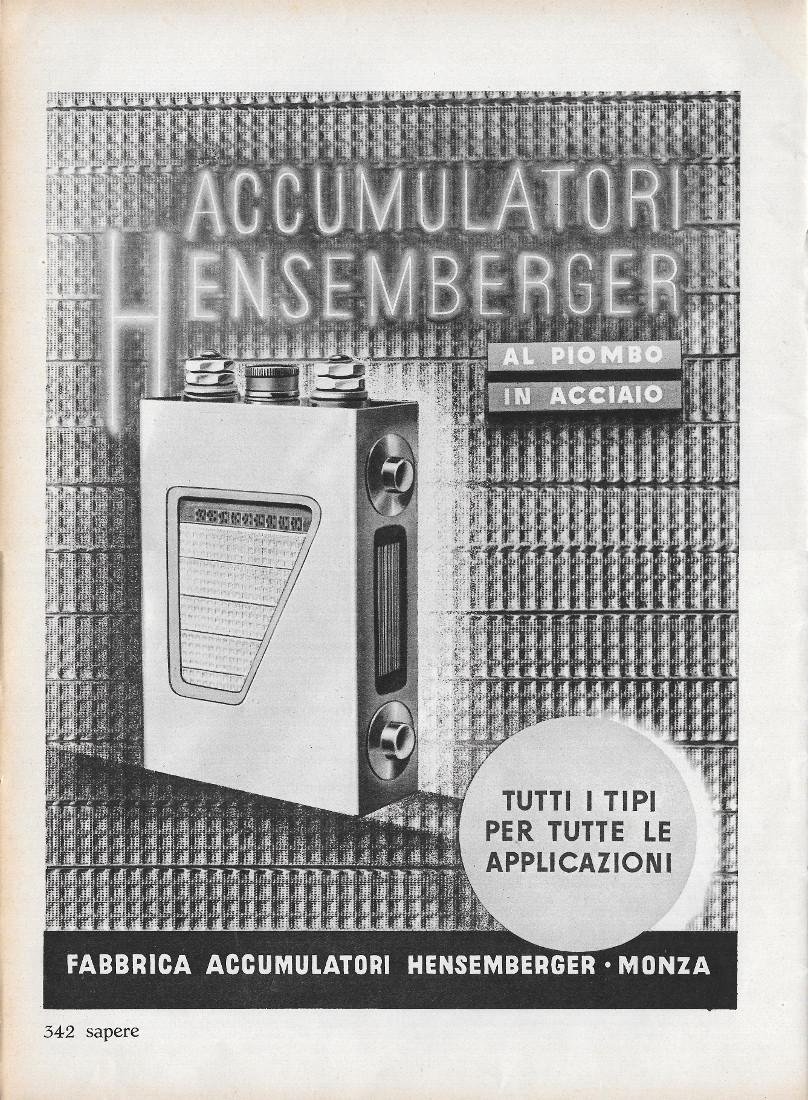 ACCUMULATORI
HENSEMBERGER
AL PIOMBO
IN ACCIAIO
TUTTI I TIPI
PER TUTTE LE
APPLICAZIONI
FABBRICA ACCUMULATORI HENSEMBERGER · MONZA
342 sapere